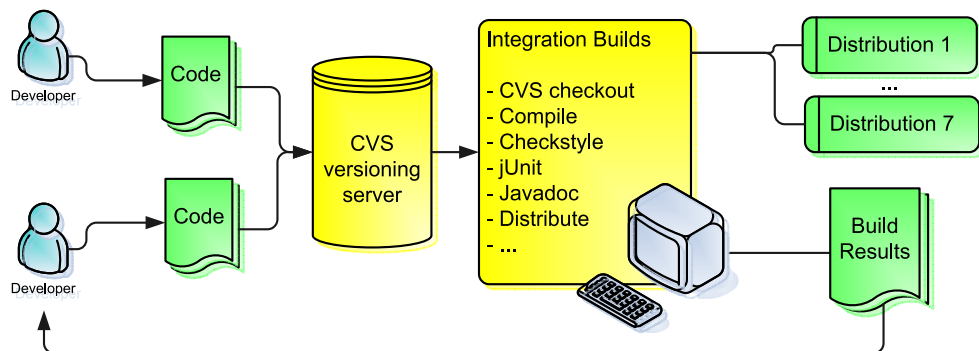 Developer
Code
Developer
Code
CVS
versioning
server
Integration Builds
- CVS checkout
- Compile
- Checkstyle
- jUnit
- Javadoc
- Distribute
- ...
Distribution 1
...
Distribution 7
Build
Results